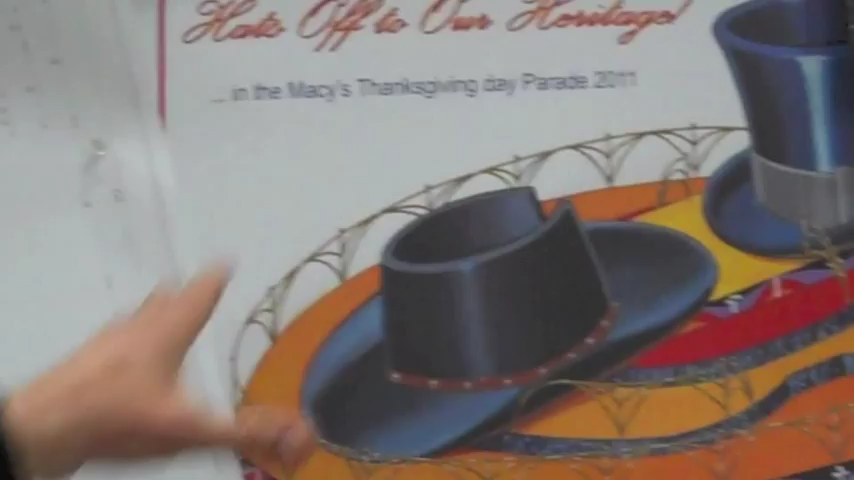 Hats Off to Our Heritage!
... in the Macy's Thanksgiving day Parade 2011